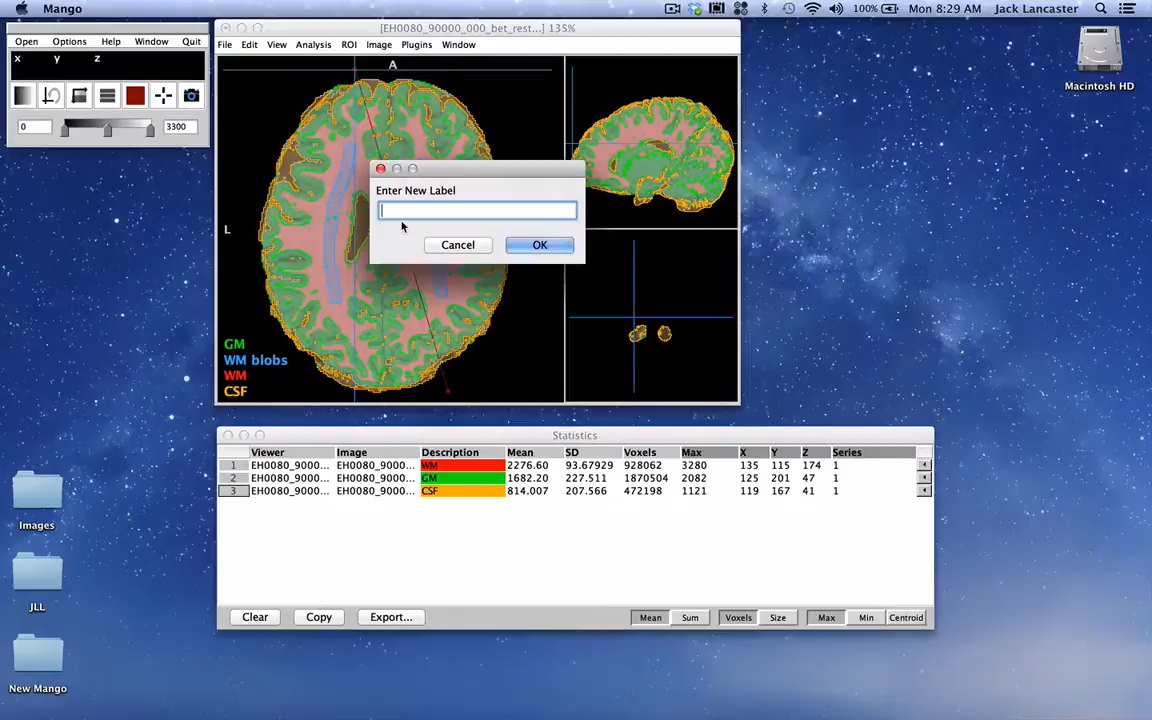 Mango
100%
Mon 8:29 AM
Jack Lancaster
Open Options Help Window Quit
x y z
0
3300
[EH0080_90000_000_bet_rest...] 135%
File Edit View Analysis ROI Image Plugins Window
A
L
GM
WM blobs
WM
CSF
Enter New Label
Cancel
OK
Macintosh HD
Statistics
Viewer Image Description Mean SD Voxels Max X Y Z Series
1 EH0080_9000... EH0080_9000... WM 2276.60 93.67929 928062 3280 135 115 174 1
2 EH0080_9000... EH0080_9000... GM 1682.20 227.511 1870504 2082 125 201 47 1
3 EH0080_9000... EH0080_9000... CSF 814.007 207.566 472198 1121 119 167 41 1
Clear Copy Export... Mean Sum Voxels Size Max Min Centroid
Images
JLL
New Mango